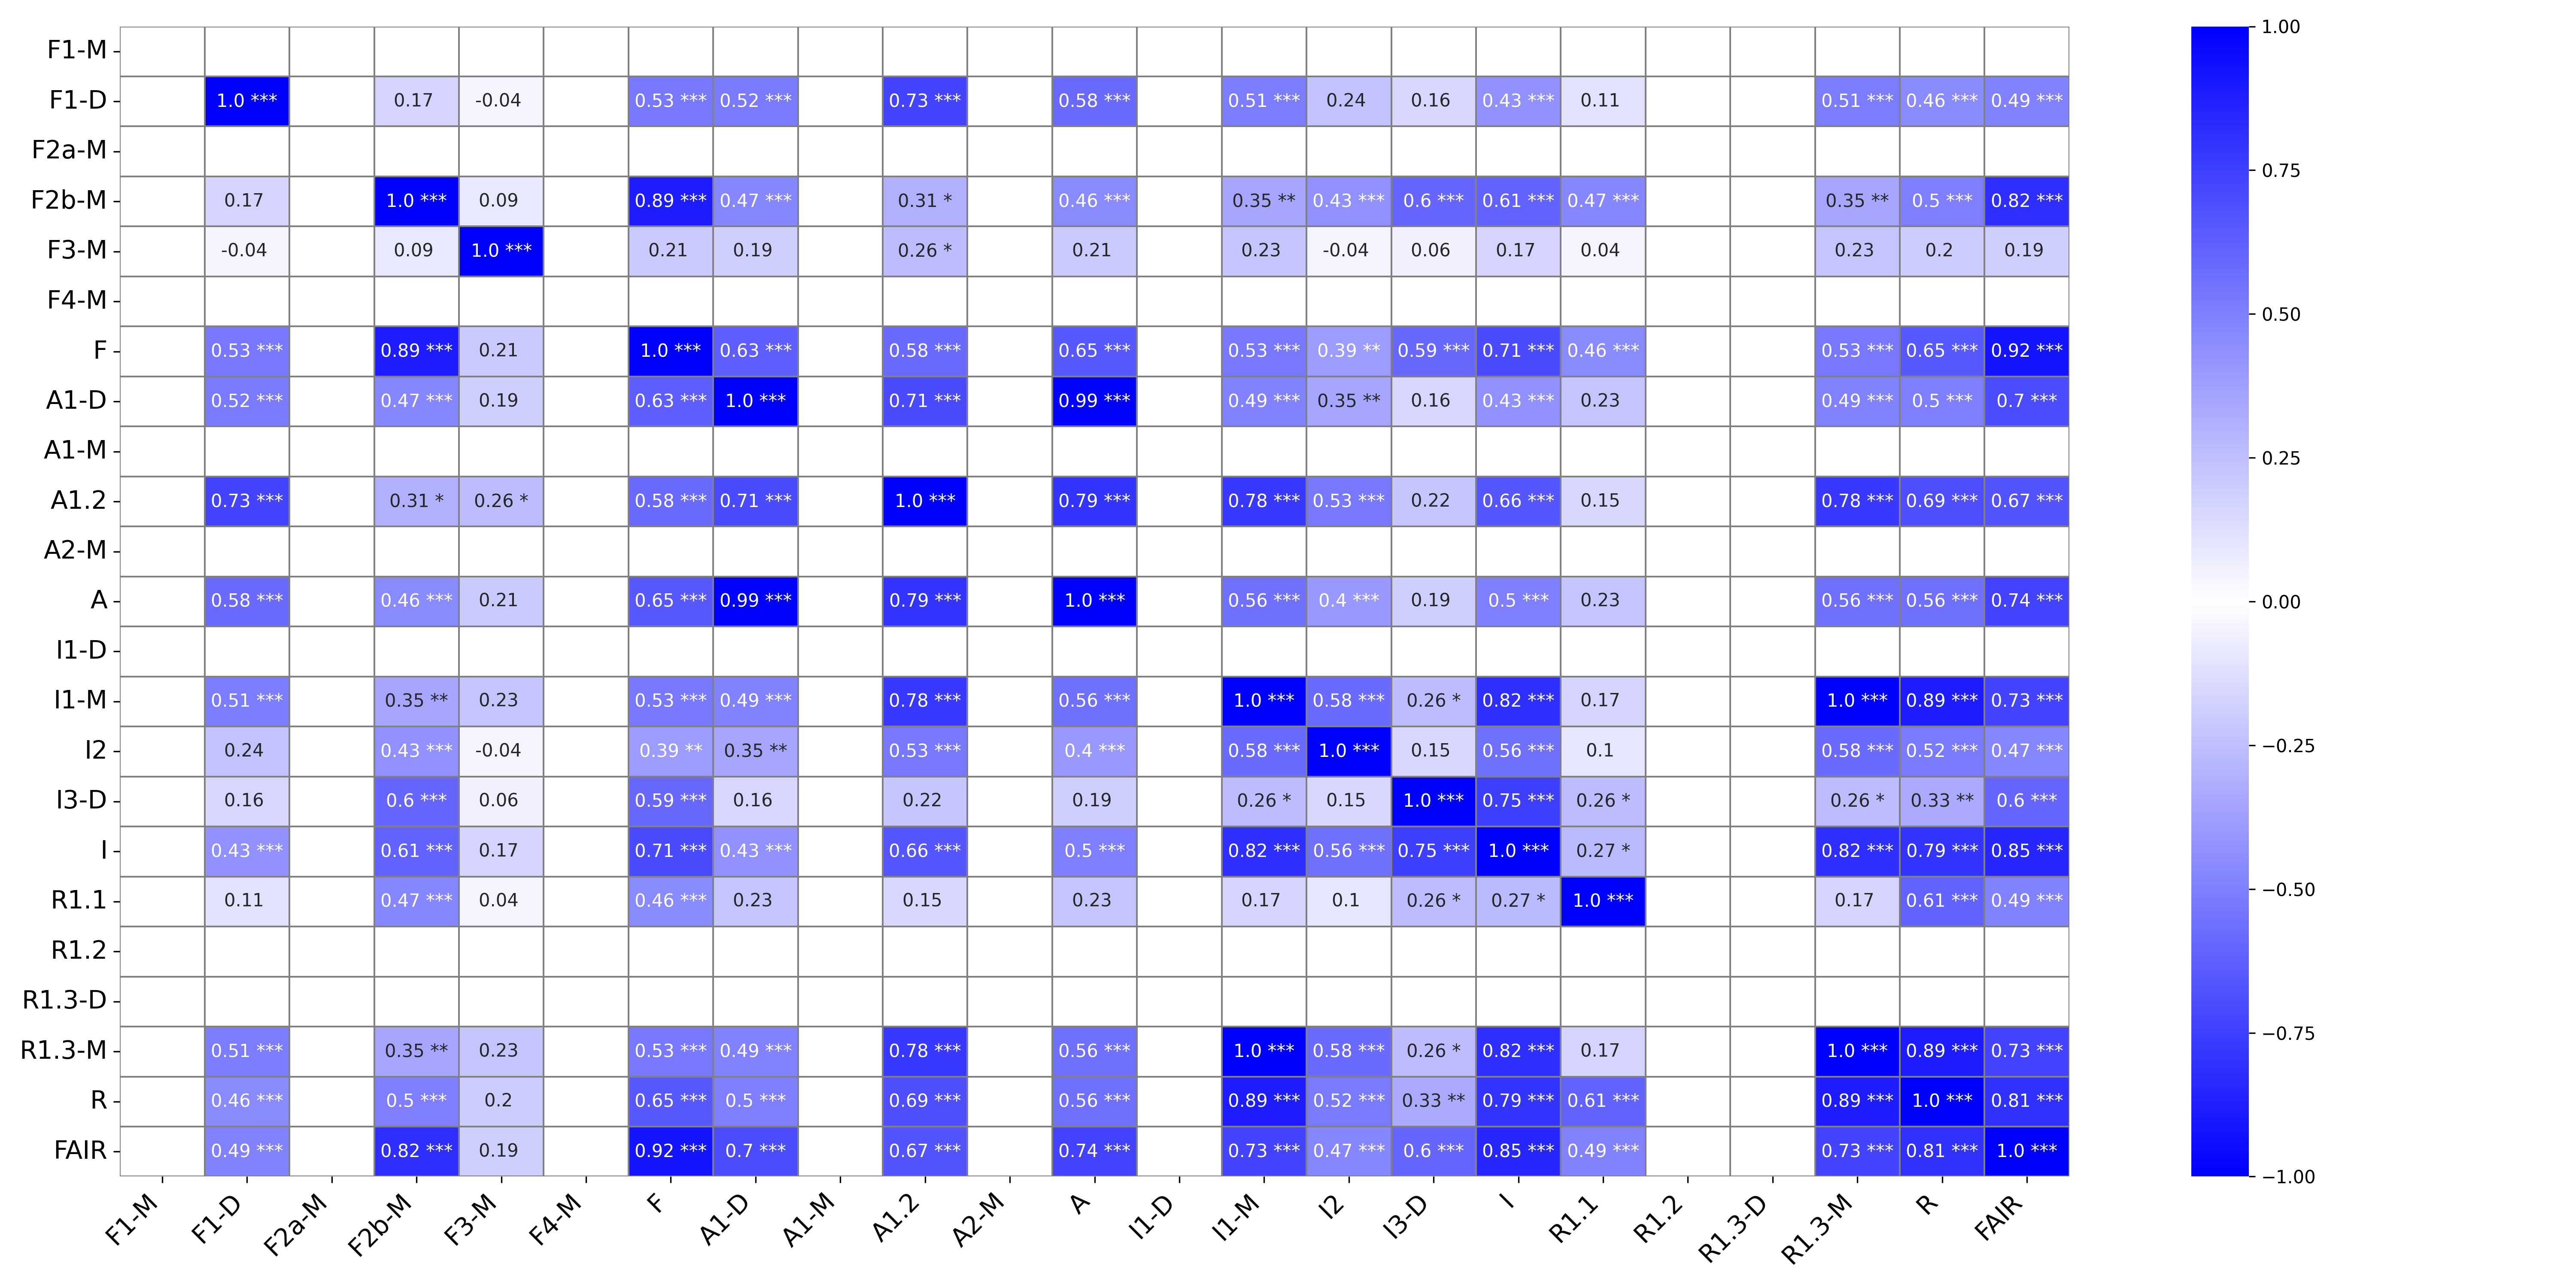 F1-M
F1-D 1.0 *** 0.17 -0.04 0.53 *** 0.52 *** 0.73 *** 0.58 *** 0.51 *** 0.24 0.16 0.43 *** 0.11 0.51 *** 0.46 *** 0.49 ***
F2a-M
F2b-M 0.17 1.0 *** 0.09 0.89 *** 0.47 *** 0.31 * 0.46 *** 0.35 ** 0.43 *** 0.6 *** 0.61 *** 0.47 *** 0.35 ** 0.5 *** 0.82 ***
F3-M -0.04 0.09 1.0 *** 0.21 0.19 0.26 * 0.21 0.23 -0.04 0.06 0.17 0.04 0.23 0.2 0.19
F4-M
F 0.53 *** 0.89 *** 0.21 1.0 *** 0.63 *** 0.58 *** 0.65 *** 0.53 *** 0.39 ** 0.59 *** 0.71 *** 0.46 *** 0.53 *** 0.65 *** 0.92 ***
A1-D 0.52 *** 0.47 *** 0.19 0.63 *** 1.0 *** 0.71 *** 0.99 *** 0.49 *** 0.35 ** 0.16 0.43 *** 0.23 0.49 *** 0.5 *** 0.7 ***
A1-M
A1.2 0.73 *** 0.31 * 0.26 * 0.58 *** 0.71 *** 1.0 *** 0.79 *** 0.78 *** 0.53 *** 0.22 0.66 *** 0.15 0.78 *** 0.69 *** 0.67 ***
A2-M
A 0.58 *** 0.46 *** 0.21 0.65 *** 0.99 *** 0.79 *** 1.0 *** 0.56 *** 0.4 *** 0.19 0.5 *** 0.23 0.56 *** 0.56 *** 0.74 ***
I1-D
I1-M 0.51 *** 0.35 ** 0.23 0.53 *** 0.49 *** 0.78 *** 0.56 *** 1.0 *** 0.58 *** 0.26 * 0.82 *** 0.17 1.0 *** 0.89 *** 0.73 ***
I2 0.24 0.43 *** -0.04 0.39 ** 0.35 ** 0.53 *** 0.4 *** 0.58 *** 1.0 *** 0.15 0.56 *** 0.1 0.58 *** 0.52 *** 0.47 ***
I3-D 0.16 0.6 *** 0.06 0.59 *** 0.16 0.22 0.19 0.26 * 0.15 1.0 *** 0.75 *** 0.26 * 0.26 * 0.33 ** 0.6 ***
I 0.43 *** 0.61 *** 0.17 0.71 *** 0.43 *** 0.66 *** 0.5 *** 0.82 *** 0.56 *** 0.75 *** 1.0 *** 0.27 * 0.82 *** 0.79 *** 0.85 ***
R1.1 0.11 0.47 *** 0.04 0.46 *** 0.23 0.15 0.23 0.17 0.1 0.26 * 0.27 * 1.0 *** 0.17 0.61 *** 0.49 ***
R1.2
R1.3-D
R1.3-M 0.51 *** 0.35 ** 0.23 0.53 *** 0.49 *** 0.78 *** 0.56 *** 1.0 *** 0.58 *** 0.26 * 0.82 *** 0.17 1.0 *** 0.89 *** 0.73 ***
R 0.46 *** 0.5 *** 0.2 0.65 *** 0.5 *** 0.69 *** 0.56 *** 0.89 *** 0.52 *** 0.33 ** 0.79 *** 0.61 *** 0.89 *** 1.0 *** 0.81 ***
FAIR 0.49 *** 0.82 *** 0.19 0.92 *** 0.7 *** 0.67 *** 0.74 *** 0.73 *** 0.47 *** 0.6 *** 0.85 *** 0.49 *** 0.73 *** 0.81 *** 1.0 ***
F1-M F1-D F2a-M F2b-M F3-M F4-M F A1-D A1-M A1.2 A2-M A I1-D I1-M I2 I3-D I R1.1 R1.2 R1.3-D R1.3-M R FAIR
1.00
0.75
0.50
0.25
0.00
−0.25
−0.50
−0.75
−1.00